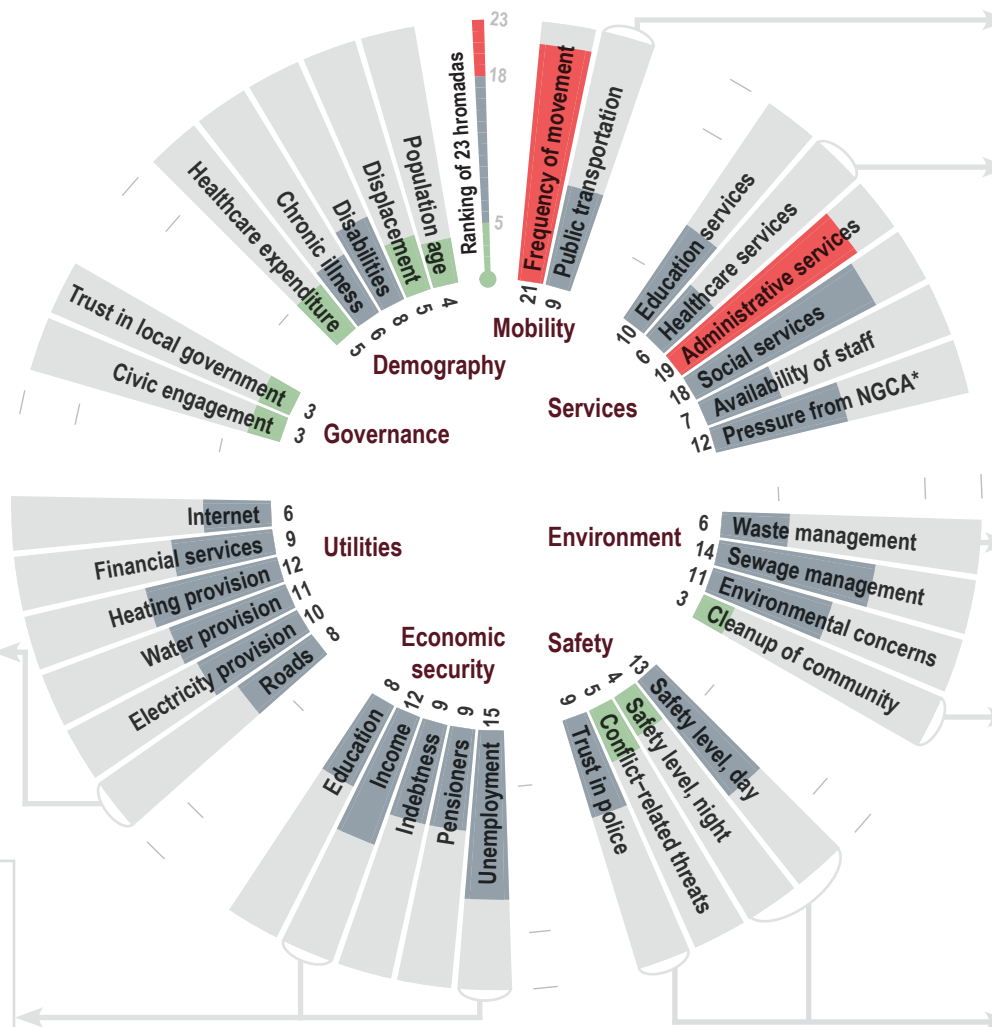 23
18
5
Ranking of 23 hromadas
Mobility
Frequency of movement
21
Public transportation
9
Services
Education services
10
Healthcare services
6
Administrative services
19
Social services
18
Availability of staff
7
Pressure from NGCA*
12
Environment
6
Waste management
14
Sewage management
11
Environmental concerns
3
Cleanup of community
Safety
13
Safety level, day
4
Safety level, night
5
Conflict-related threats
9
Trust in police
Economic
security
15
Unemployment
9
Pensioners
9
Indebtness
12
Income
8
Education
Utilities
Roads
8
Electricity provision
10
Water provision
11
Heating provision
12
Financial services
9
Internet
6
Governance
Civic engagement
3
Trust in local government
3
Demography
Healthcare expenditure
5
Chronic illness
6
Disabilities
8
Displacement
5
Population age
4